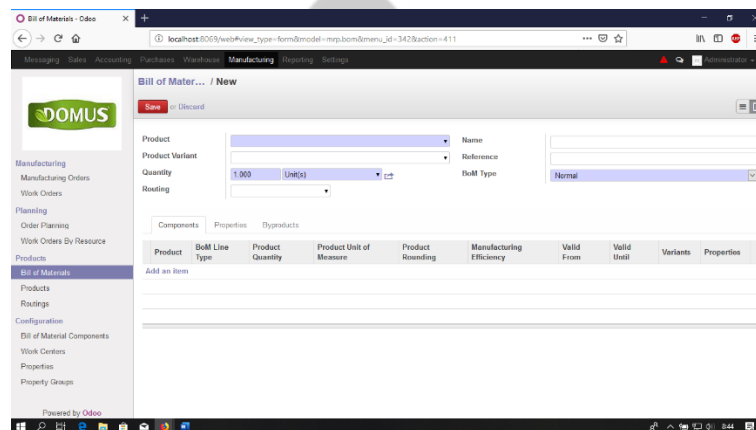 Bill of Materials - Odoo
localhost:8069/web#view_type=form&model=mrp.bom&menu_id=342&action=411
Messaging Sales Accounting Purchases Warehouse Manufacturing Reporting Settings Administrator
Bill of Mater... / New
Save or Discard
DOMUS
Manufacturing
Manufacturing Orders
Work Orders
Planning
Order Planning
Work Orders By Resource
Products
Bill of Materials
Products
Routings
Configuration
Bill of Material Components
Work Centers
Properties
Property Groups
Powered by Odoo
Product
Name
Product Variant
Reference
Quantity 1.000 Unit(s)
BoM Type Normal
Routing
Components Properties Byproducts
Product BoM Line Type Product Quantity Product Unit of Measure Product Rounding Manufacturing Efficiency Valid From Valid Until Variants Properties
Add an item
8:44